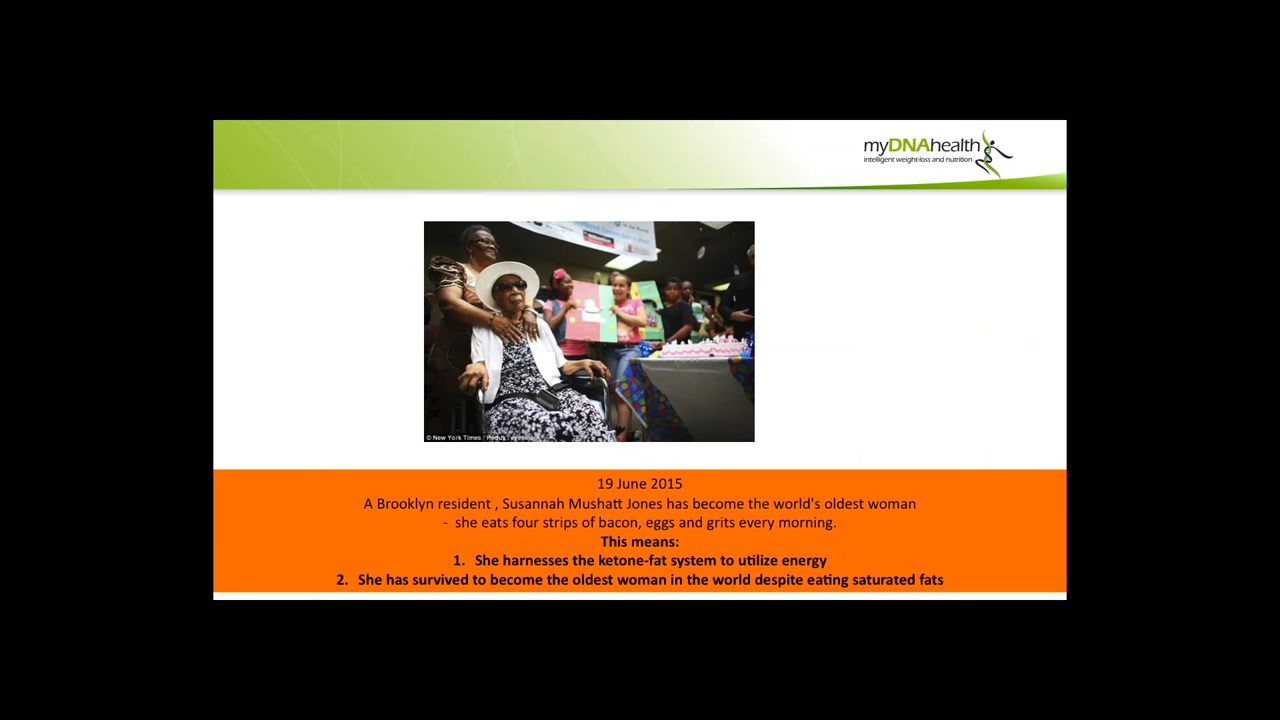 myDNAhealth
intelligent weight-loss and nutrition
© New York Times /
19 June 2015
A Brooklyn resident , Susannah Mushatt Jones has become the world's oldest woman
- she eats four strips of bacon, eggs and grits every morning.
This means:
1. She harnesses the ketone-fat system to utilize energy
2. She has survived to become the oldest woman in the world despite eating saturated fats